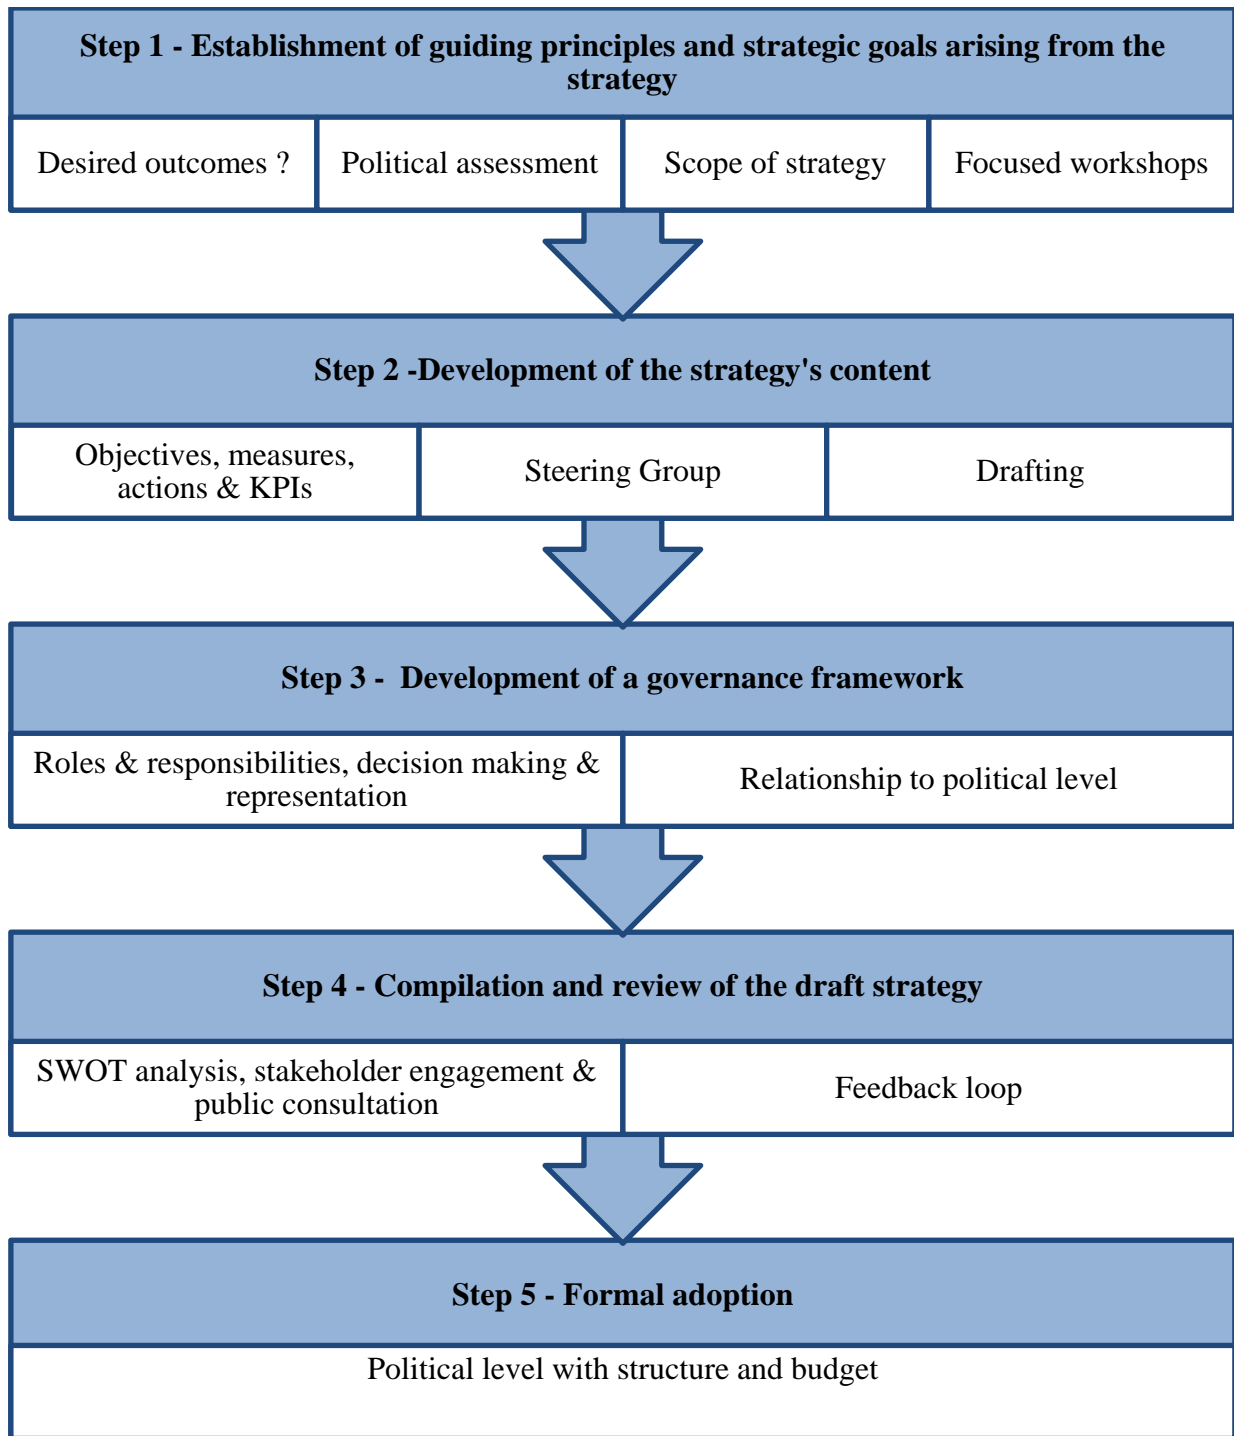 Step 1 - Establishment of guiding principles and strategic goals arising from the
strategy
Desired outcomes ?
Political assessment
Scope of strategy
Focused workshops
Step 2 -Development of the strategy's content
Objectives, measures,
actions & KPIs
Steering Group
Drafting
Step 3 -  Development of a governance framework
Roles & responsibilities, decision making &
representation
Relationship to political level
Step 4 - Compilation and review of the draft strategy
SWOT analysis, stakeholder engagement &
public consultation
Feedback loop
Step 5 - Formal adoption
Political level with structure and budget